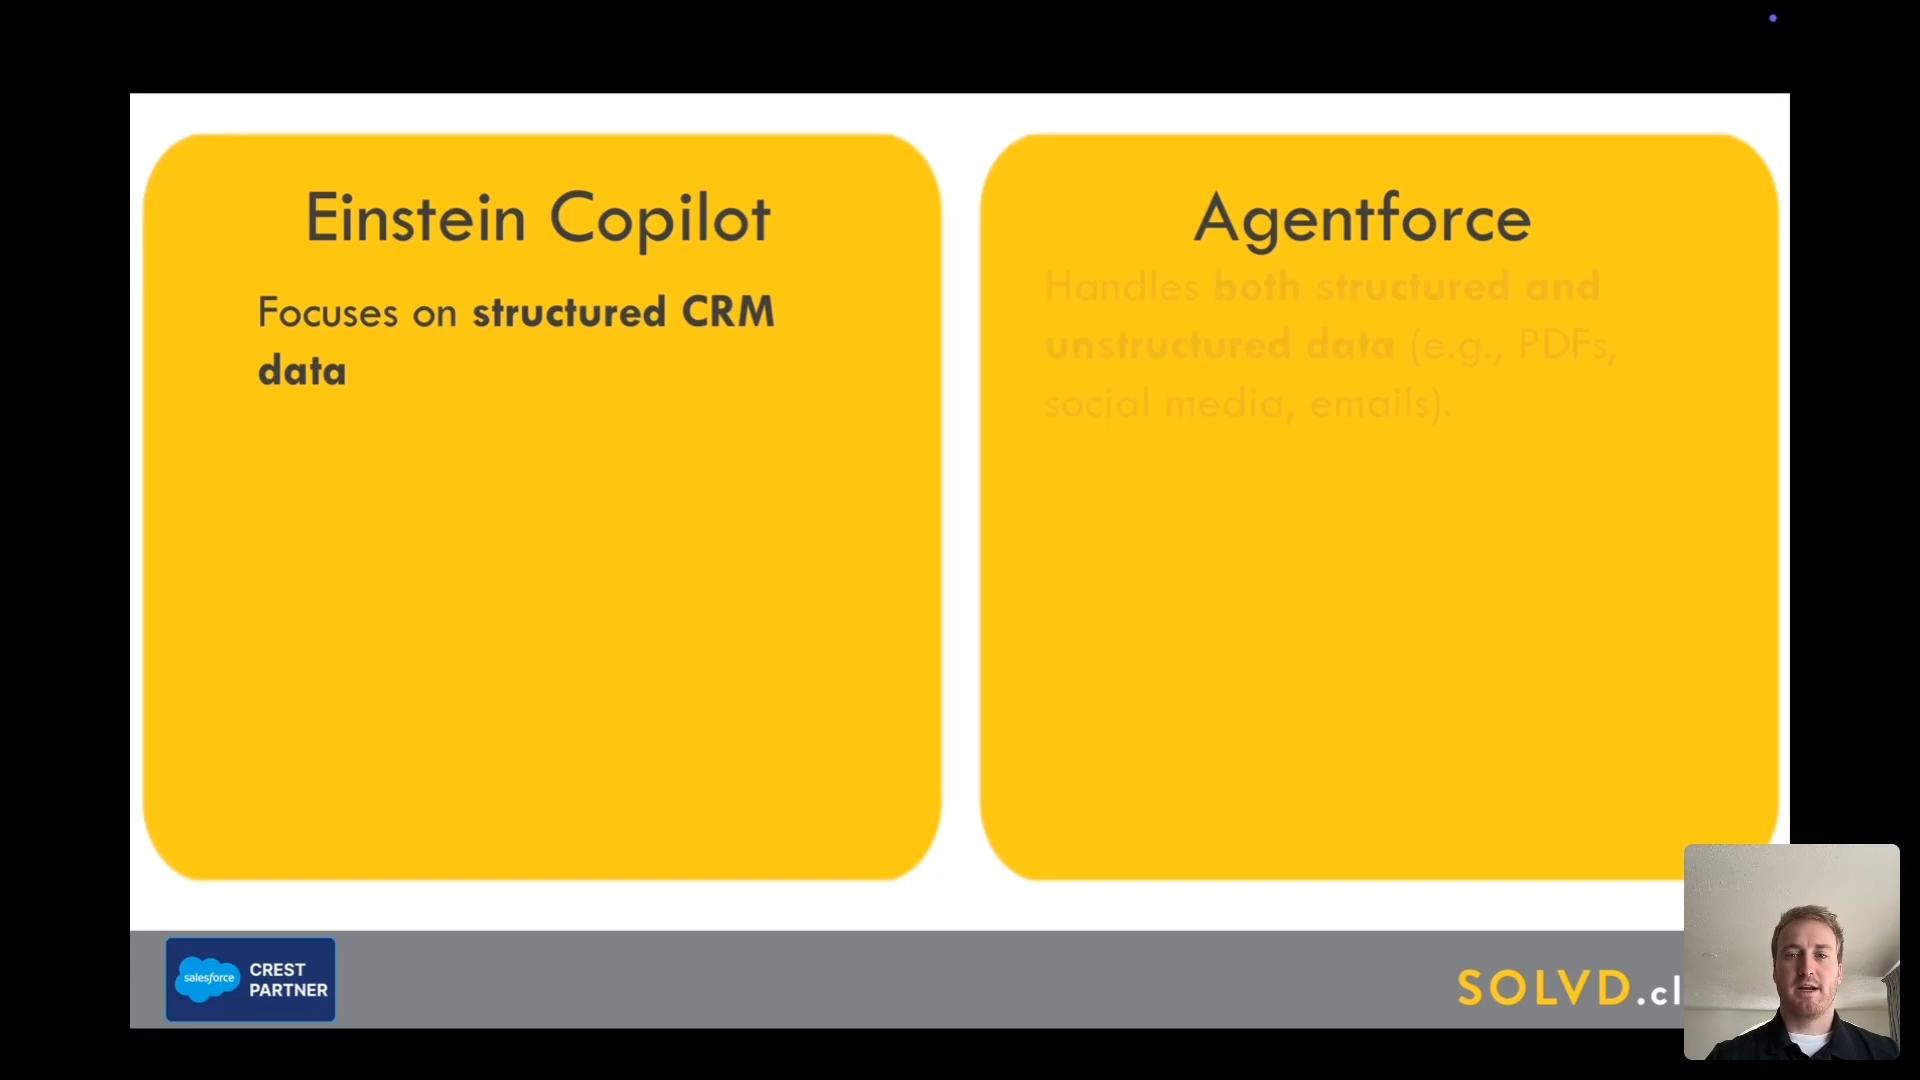 Einstein Copilot
Focuses on structured CRM
data
Agentforce
Handles both structured and
unstructured data (e.g., PDFs,
social media, emails).
salesforce
CREST
PARTNER
SOLVD.cl